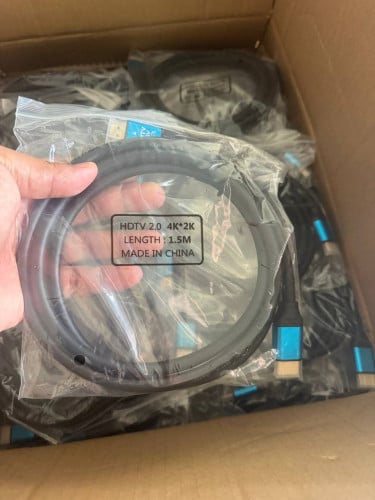 HDTV 2.0 4K*2K
LENGTH : 1.5M
MADE IN CHINA